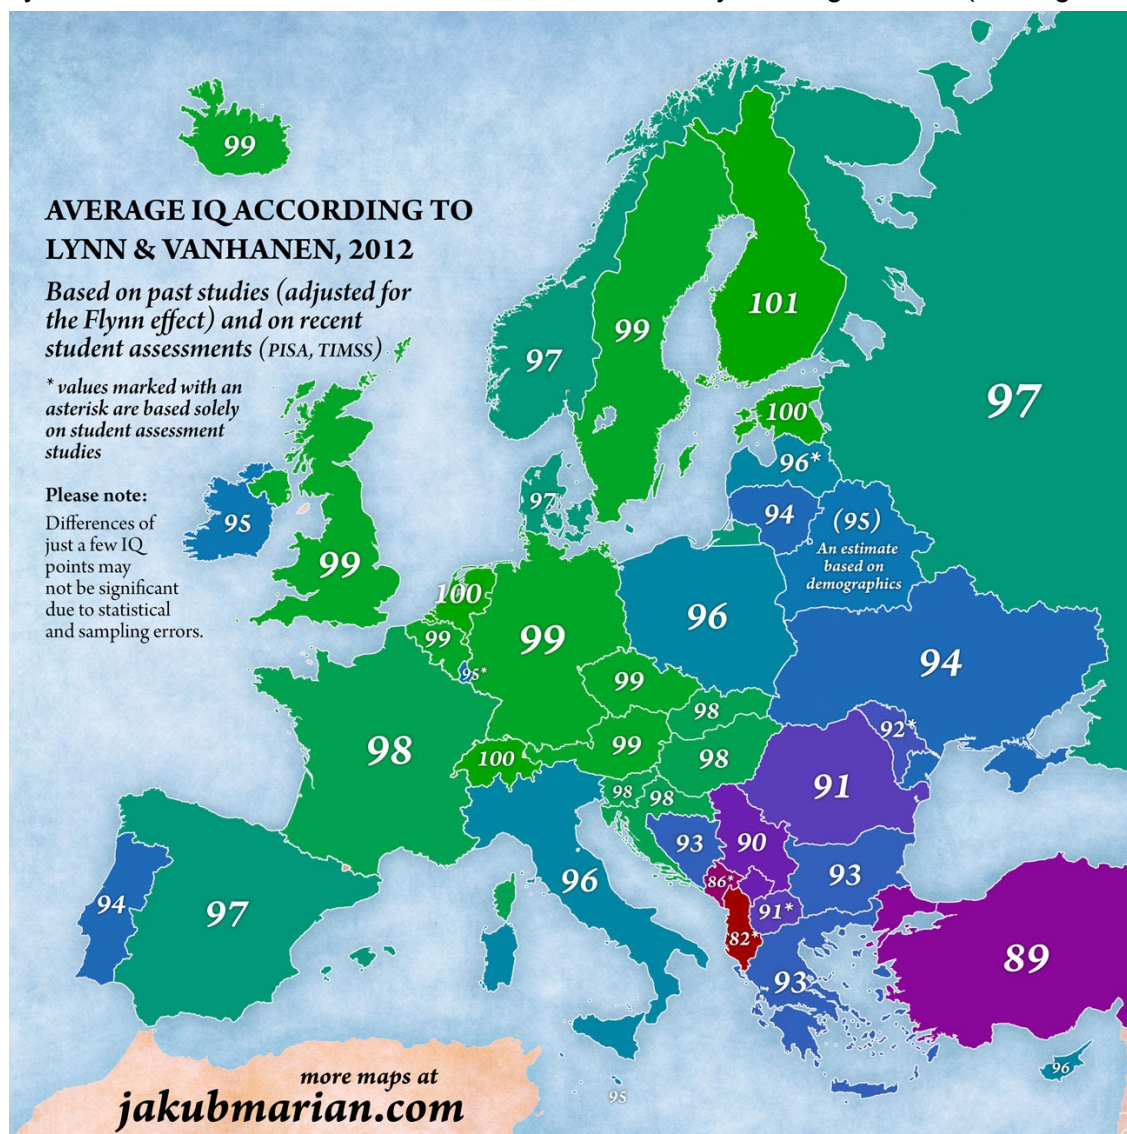 99
AVERAGE IQ ACCORDING TO
LYNN & VANHANEN, 2012
Based on past studies (adjusted for
the Flynn effect) and on recent
student assessments (PISA, TIMSS)
* values marked with an
asterisk are based solely
on student assessment
studies
Please note:
Differences of
just a few IQ
points may
not be significant
due to statistical
and sampling errors.
101
99
97
97
100
96*
97
94
(95)
An estimate
based on
demographics
95
99
100
99
96
99
95*
94
99
98
98
92*
98
99
98
100
91
98
98
93
90
96
93
86*
94
97
91*
82*
89
93
96
95
more maps at
jakubmarian.com